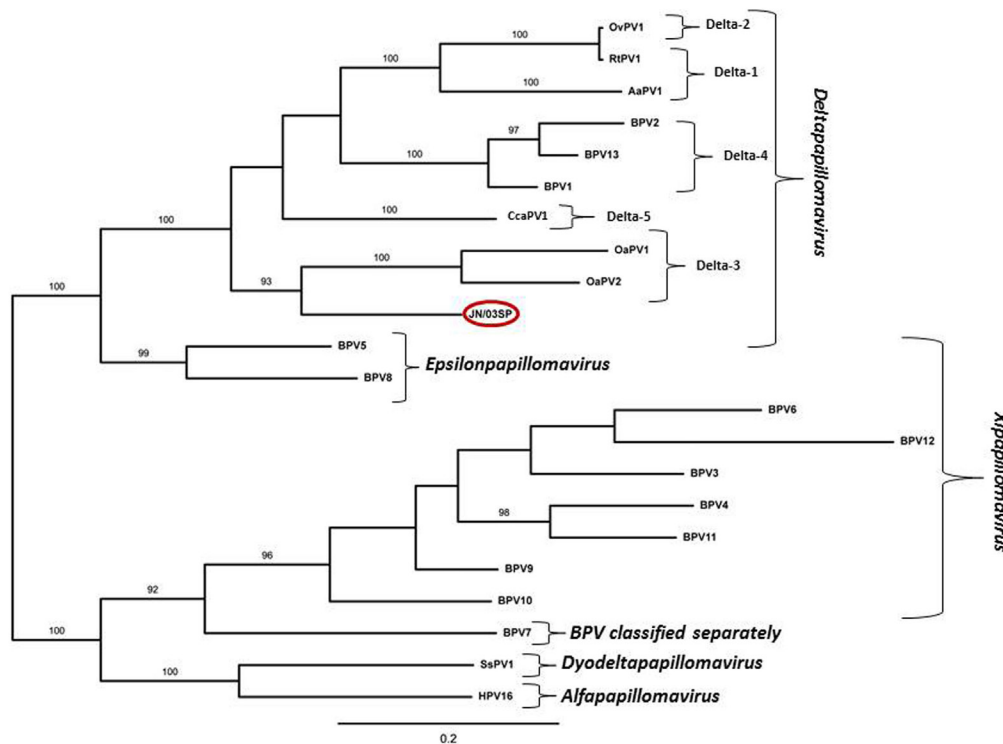 OvPV1
Delta-2
100
100
RtPV1
Delta-1
100
AaPV1
Deltapapillomavirus
BPV2
97
BPV13
Delta-4
100
BPV1
100
CcaPV1
Delta-5
100
OaPV1
100
Delta-3
93
OaPV2
100
JN/03SP
BPV5
99
Epsilonpapillomavirus
BPV8
BPV6
BPV12
Xipapillomavirus
BPV3
BPV4
98
BPV11
96
BPV9
92
BPV10
100
BPV7
BPV classified separately
SsPV1
Dyodeltapapillomavirus
100
HPV16
Alfapapillomavirus
0.2